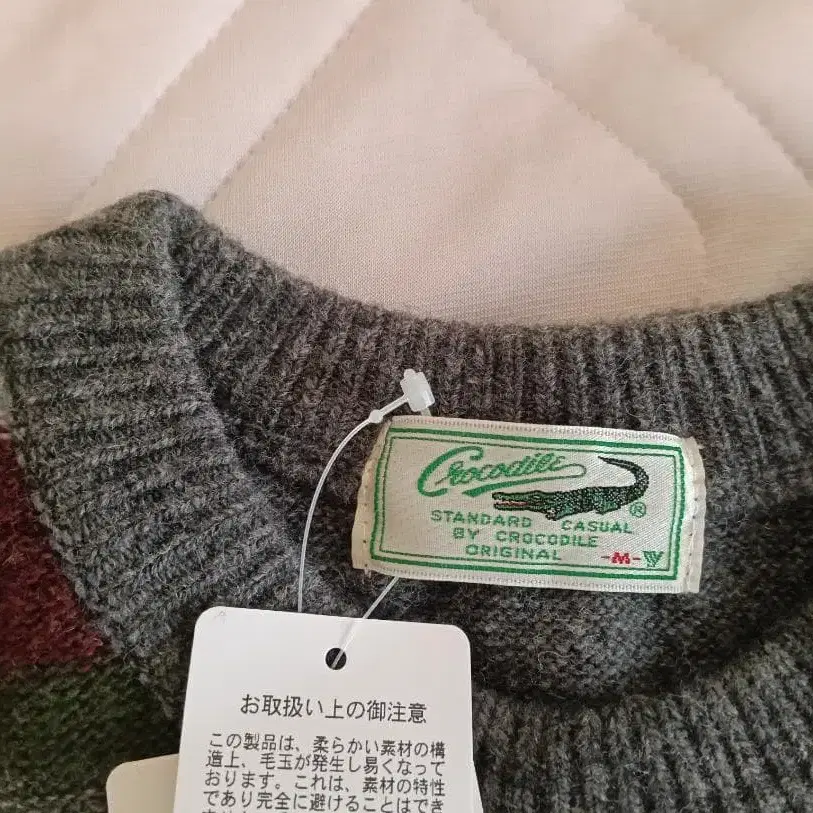 Crocodile
®
STANDARD CASUAL
BY CROCODILE
ORIGINAL -M-
お取扱い上の御注意
この製品は、柔らかい素材の構
造上、毛玉が発生し易くなって
おります。これは、素材の特性
であり完全に避けることはでき